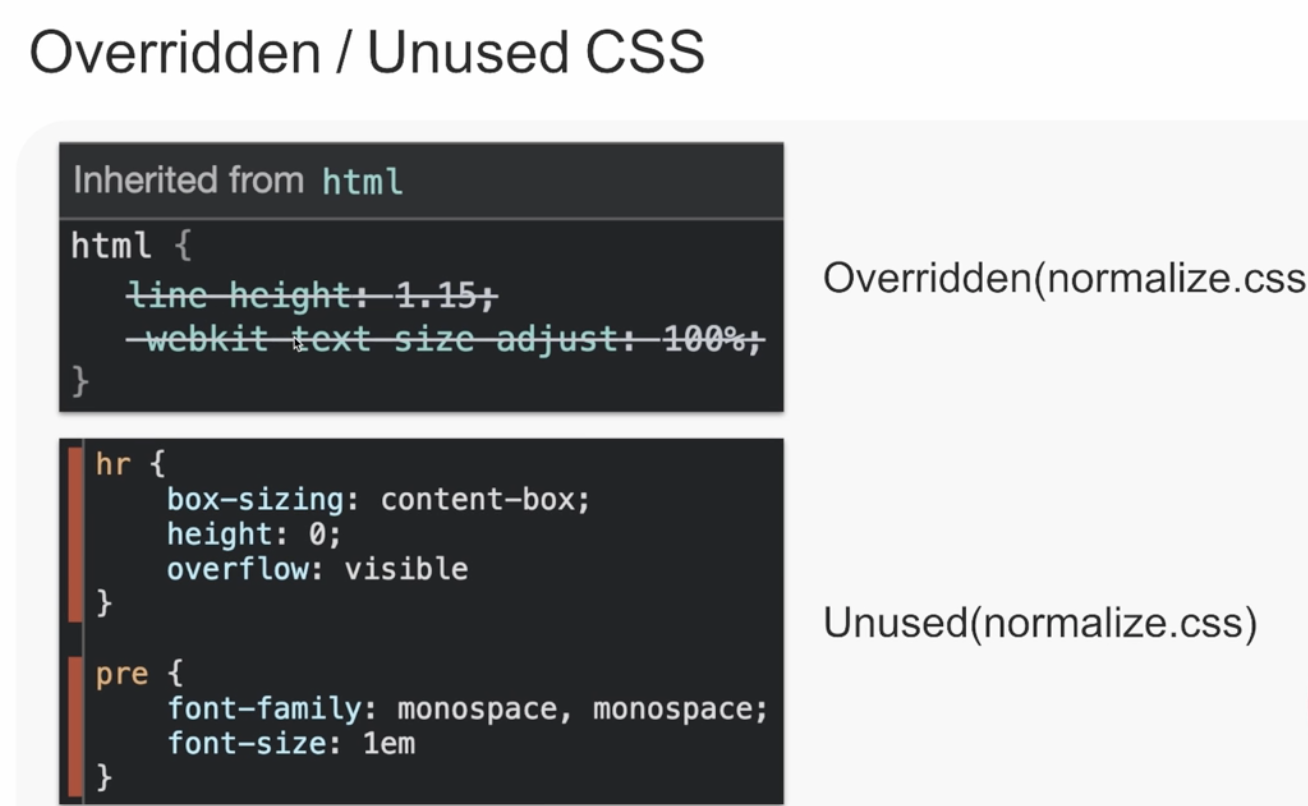 Overridden / Unused CSS
Inherited from html
html {
line-height: 1.15;
-webkit-text-size-adjust: 100%;
}
Overridden(normalize.css
hr {
box-sizing: content-box;
height: 0;
overflow: visible
}
pre {
font-family: monospace, monospace;
font-size: 1em
}
Unused(normalize.css)